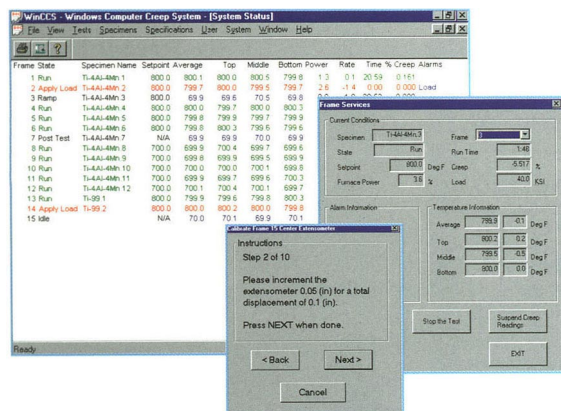 WinCCS - Windows Computer Creep System - [System Status]
File View Tests Specimens Specifications User System Window Help
Frame State Specimen Name Setpoint Average Top Middle Bottom Power Rate Time % Creep Alarms
1 Run Ti-4Al-4Mn.1 800.0 800.1 800.0 800.5 799.8 1.3 0.1 20.59 0.161
2 Apply Load Ti-4Al-4Mn.2 800.0 799.7 800.0 799.5 799.7 2.6 -1.4 0.00 0.000 Load
3 Ramp Ti-4Al-4Mn.3 800.0 69.9 69.6 70.5 69.8
4 Run Ti-4Al-4Mn.4 800.0 800.0 799.7 800.0 800.3
5 Run Ti-4Al-4Mn.5 800.0 799.8 799.9 799.7 799.9
6 Run Ti-4Al-4Mn.6 800.0 799.8 800.3 799.6 799.6
7 Post Test Ti-4Al-4Mn.7 N/A 69.9 69.9 70.0 69.9
8 Run Ti-4Al-4Mn.8 700.0 699.9 700.4 699.7 699.6
9 Run Ti-4Al-4Mn.9 700.0 699.8 699.9 699.5 699.9
10 Run Ti-4Al-4Mn.10 700.0 700.0 700.0 700.1 699.8
11 Run Ti-4Al-4Mn.11 700.0 699.9 699.7 699.6 700.3
12 Run Ti-4Al-4Mn.12 700.0 700.1 700.4 700.1 699.7
13 Run Ti-99.1 800.0 799.9 799.6 799.8 800.3
14 Apply Load Ti-99.2 800.0 800.0 800.2 800.0 799.8
15 Idle N/A 70.0 70.1 69.9 70.1
Ready
Frame Services
Current Conditions
Specimen Ti-4Al-4Mn.3 Frame
State Run Run Time 1:46
Setpoint 800.0 Deg F Creep -5.517 %
Furnace Power 3.6 % Load 40.0 KSI
Alarm Information
Temperature Information
Average 799.9 -0.1 Deg F
Top 800.2 0.2 Deg F
Middle 799.5 -0.5 Deg F
Bottom 800.0 0.0 Deg F
Stop the Test
Suspend Creep
Readings
EXIT
Calibrate Frame 15 Center Extensometer
Instructions
Step 2 of 10
Please increment the
extensometer 0.05 (in) for a total
displacement of 0.1 (in).
Press NEXT when done.
< Back
Next >
Cancel